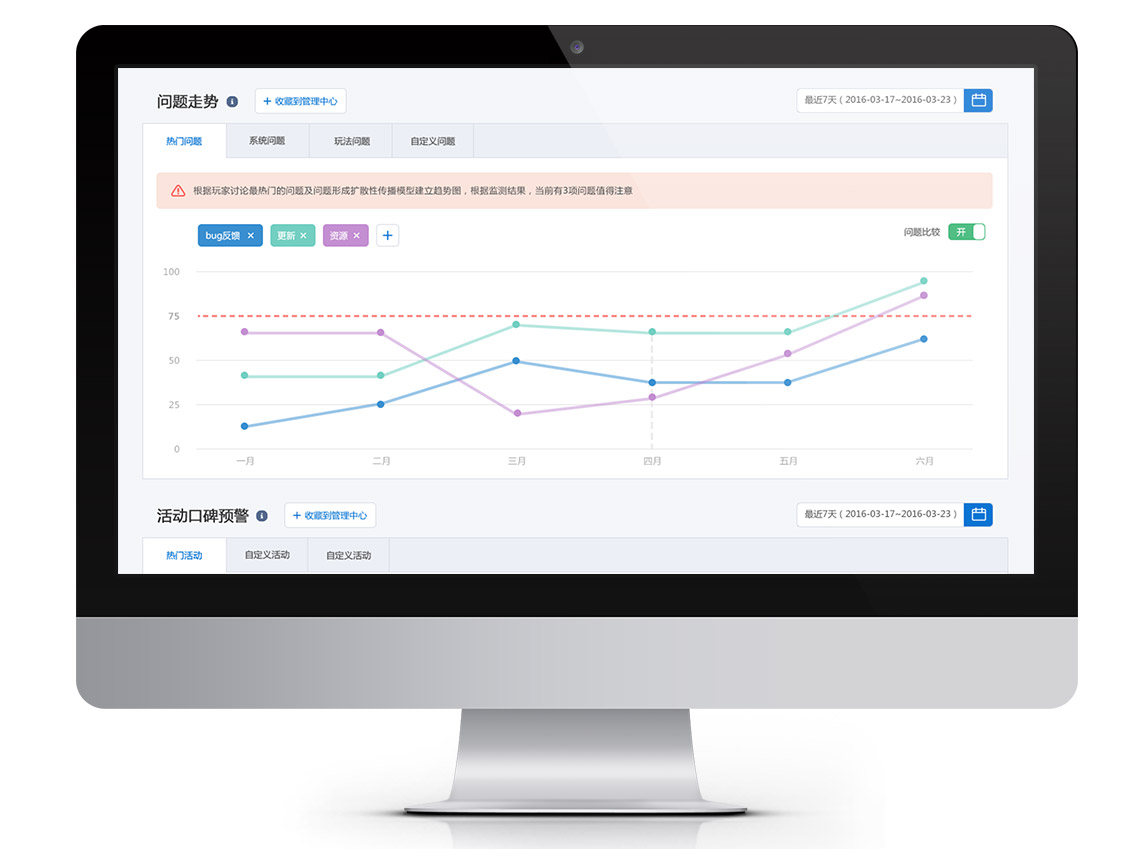 问题走势 + 收藏到管理中心 最近7天 ( 2016-03-17~2016-03-23 )
热门问题 系统问题 玩法问题 自定义问题
根据玩家讨论最热门的问题及问题形成扩散性传播模型建立趋势图，根据监测结果，当前有3项问题值得注意
bug反馈 × 更新 × 资源 × + 问题比较 开
100
75
50
25
0
一月 二月 三月 四月 五月 六月
活动口碑预警 + 收藏到管理中心 最近7天 ( 2016-03-17~2016-03-23 )
热门活动 自定义活动 自定义活动